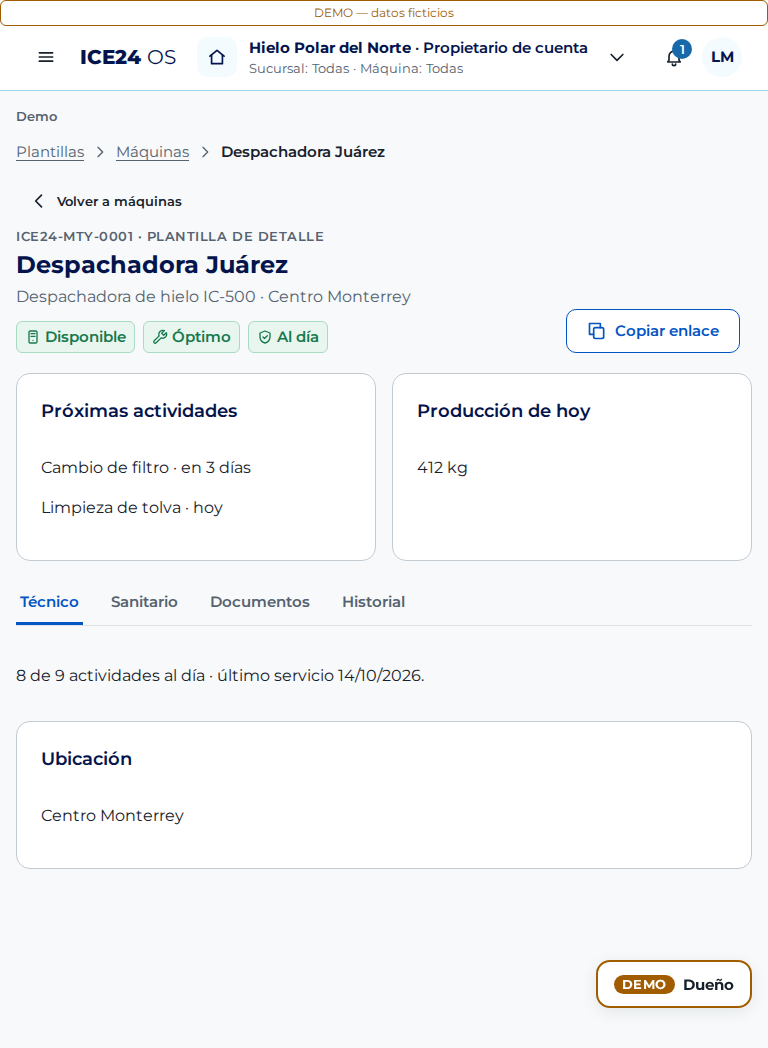 DEMO — datos ficticios
ICE24 OS
Hielo Polar del Norte · Propietario de cuenta
Sucursal: Todas · Máquina: Todas
1
LM
Demo
Plantillas > Máquinas > Despachadora Juárez
Volver a máquinas
ICE24-MTY-0001 · PLANTILLA DE DETALLE
Despachadora Juárez
Despachadora de hielo IC-500 · Centro Monterrey
Disponible Óptimo Al día
Copiar enlace
Próximas actividades
Cambio de filtro · en 3 días
Limpieza de tolva · hoy
Producción de hoy
412 kg
Técnico Sanitario Documentos Historial
8 de 9 actividades al día · último servicio 14/10/2026.
Ubicación
Centro Monterrey
DEMO Dueño